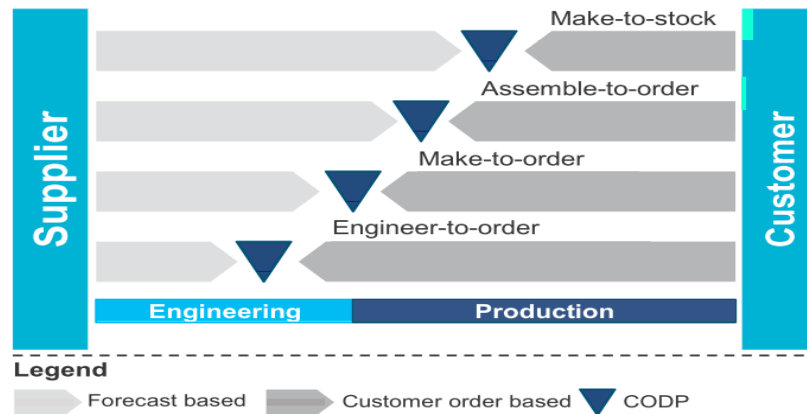 Make-to-stock
Assemble-to-order
Make-to-order
Engineer-to-order
Supplier
Customer
Engineering
Production
Legend
Forecast based
Customer order based
CODP